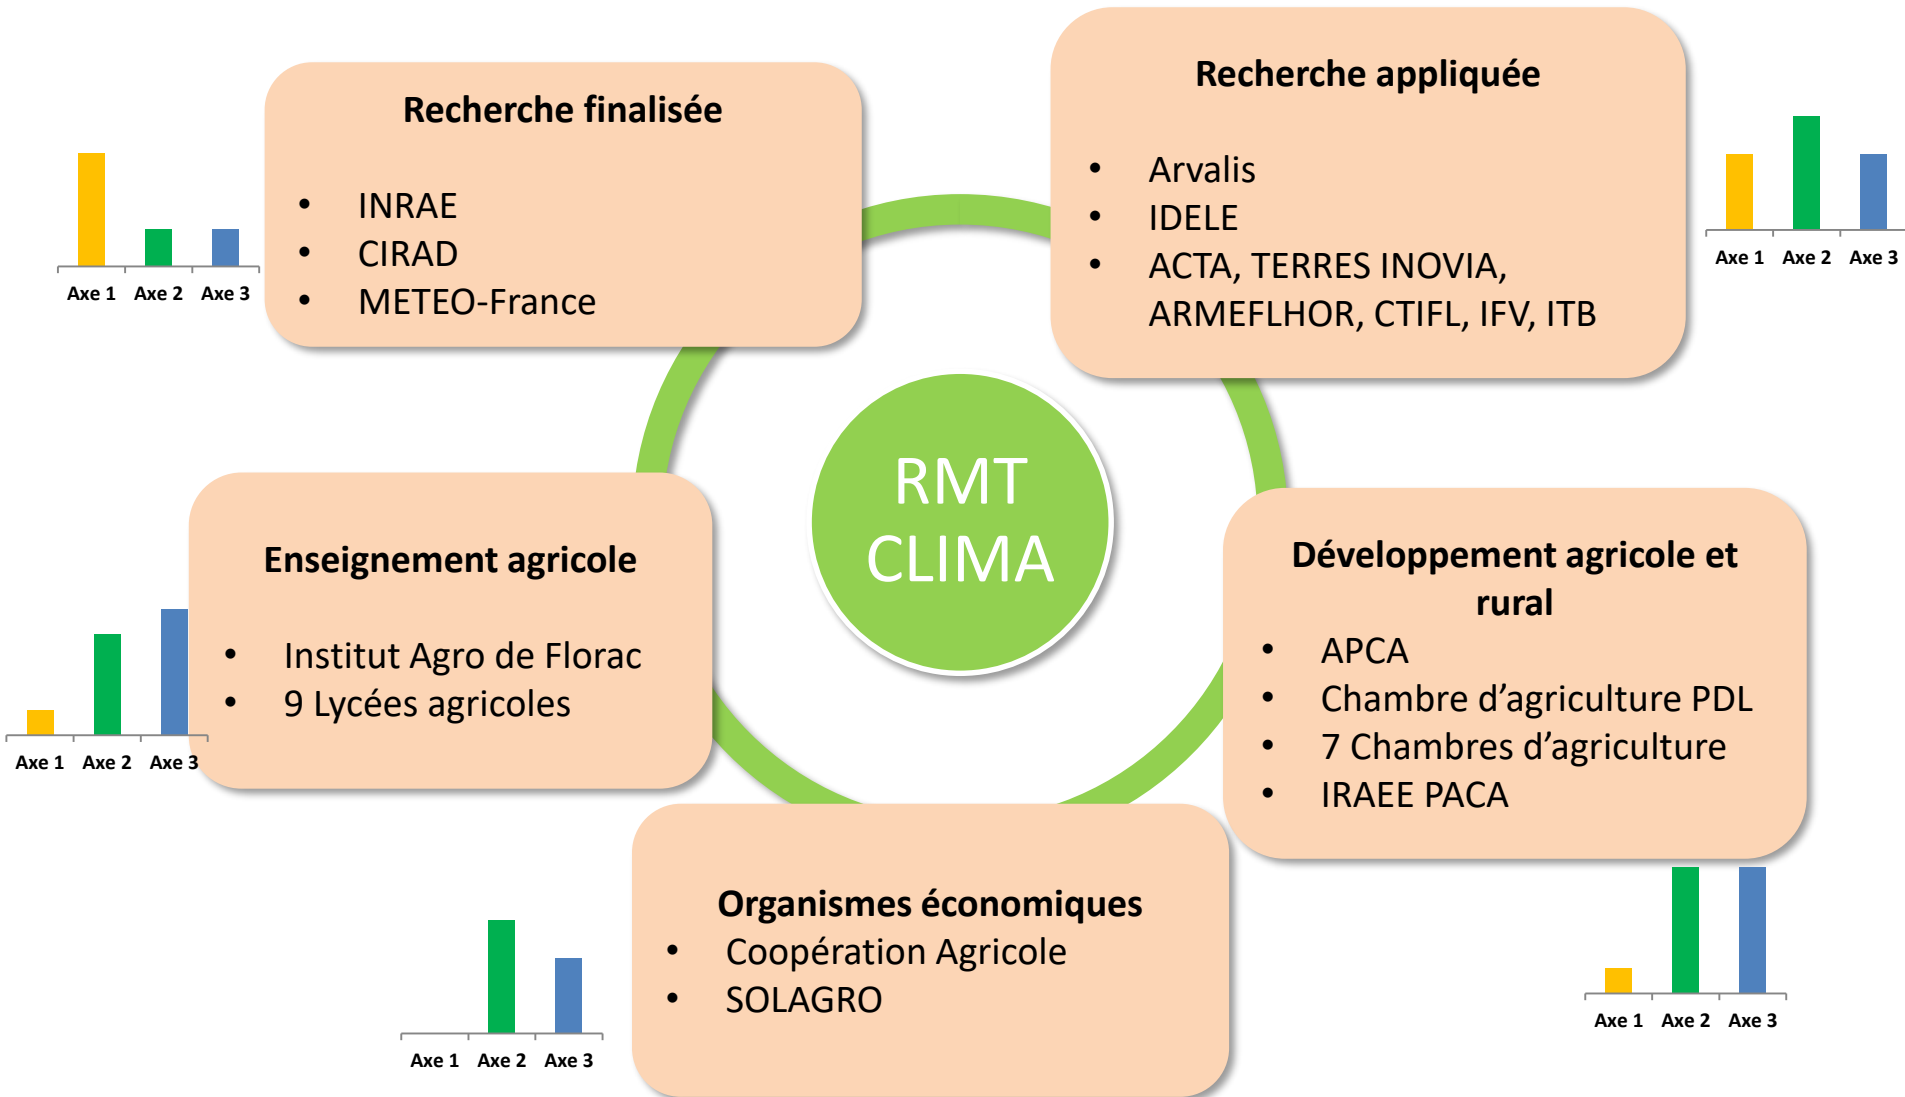 Recherche finalisée
• INRAE
• CIRAD
• METEO-France
Axe 1 Axe 2 Axe 3
Recherche appliquée
• Arvalis
• IDELE
• ACTA, TERRES INOVIA,
ARMEFLHOR, CTIFL, IFV, ITB
Axe 1 Axe 2 Axe 3
RMT
CLIMA
Enseignement agricole
• Institut Agro de Florac
• 9 Lycées agricoles
Axe 1 Axe 2 Axe 3
Développement agricole et
rural
• APCA
• Chambre d’agriculture PDL
• 7 Chambres d’agriculture
• IRAEE PACA
Axe 1 Axe 2 Axe 3
Organismes économiques
• Coopération Agricole
• SOLAGRO
Axe 1 Axe 2 Axe 3